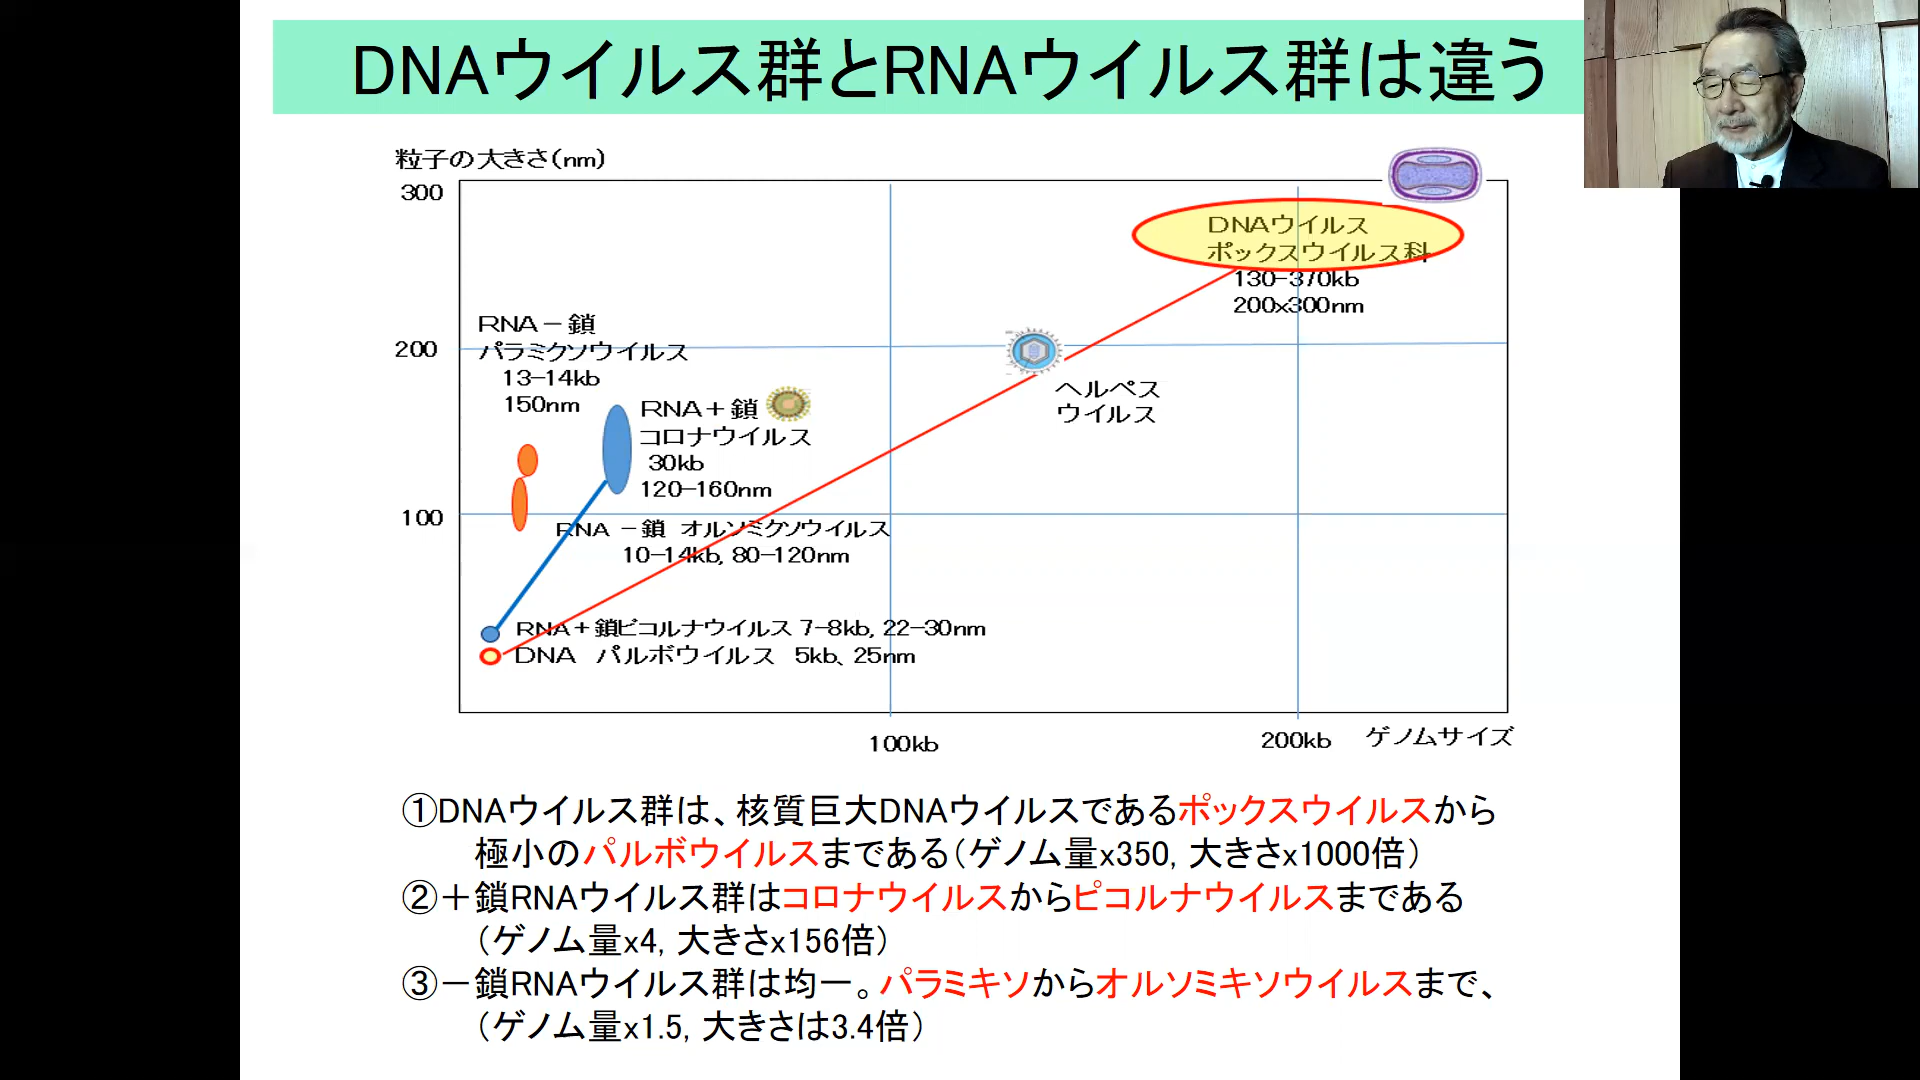 DNAウイルス群とRNAウイルス群は違う
粒子の大きさ(nm)
300
DNAウイルス
ポックスウイルス科
130-370kb
200x300nm
RNA－鎖
パラミクソウイルス
13-14kb
150nm
200
ヘルペス
ウイルス
RNA＋鎖
コロナウイルス
30kb
120-160nm
100
RNA －鎖 オルソミクソウイルス
10-14kb, 80-120nm
RNA＋鎖ピコルナウイルス 7-8kb, 22-30nm
DNA パルボウイルス 5kb、25nm
100kb
200kb
ゲノムサイズ
①DNAウイルス群は、核質巨大DNAウイルスであるポックスウイルスから
極小のパルボウイルスまである(ゲノム量x350, 大きさx1000倍)
②＋鎖RNAウイルス群はコロナウイルスからピコルナウイルスまである
(ゲノム量x4, 大きさx156倍)
③－鎖RNAウイルス群は均一。パラミキソからオルソミキソウイルスまで、
(ゲノム量x1.5, 大きさは3.4倍)